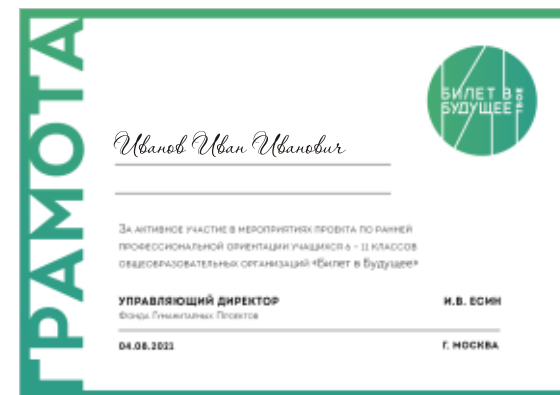 ГРАМОТА
БИЛЕТ В
БУДУЩЕЕ
ТВОЕ
Иванов Иван Иванович
За активное участие в мероприятиях проекта по ранней
профессиональной ориентации учащихся 6 - 11 классов
общеобразовательных организаций «Билет в Будущее»
УПРАВЛЯЮЩИЙ ДИРЕКТОР
И.В. ЕСИН
Фонда Гуманитарных Проектов
04.08.2021
Г. МОСКВА